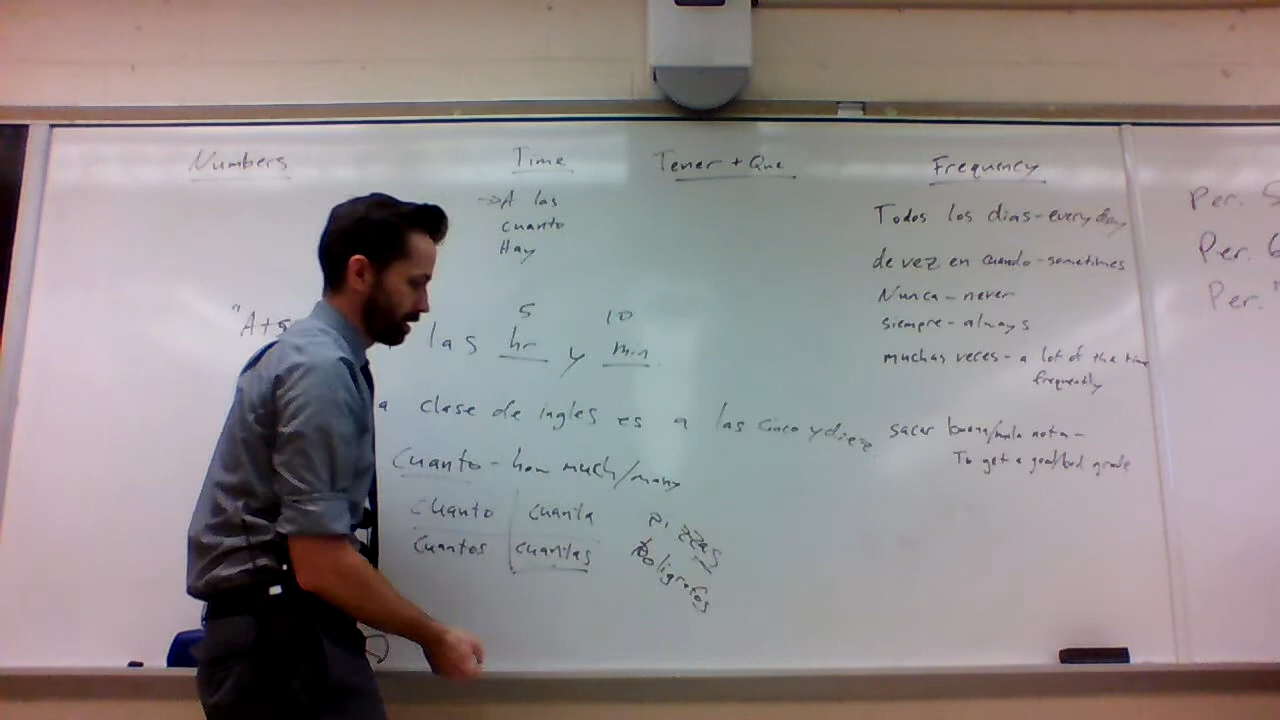 Numbers
Time
Tener + Que
Frequency
A las
cuanto
Hay
Todos los dias - everyday
de vez en cuando - sometimes
Nunca - never
siempre - always
muchas veces - a lot of the time
frequently
sacar buena/mala nota -
To get a good/bad grade
Per. 5
Per. 6
Per.
5 10
las hr y min.
a clase de ingles es a las cinco y diez
Cuanto - how much/many
Cuanto cuanta
Cuantos cuantas
pizzas
boligrafos